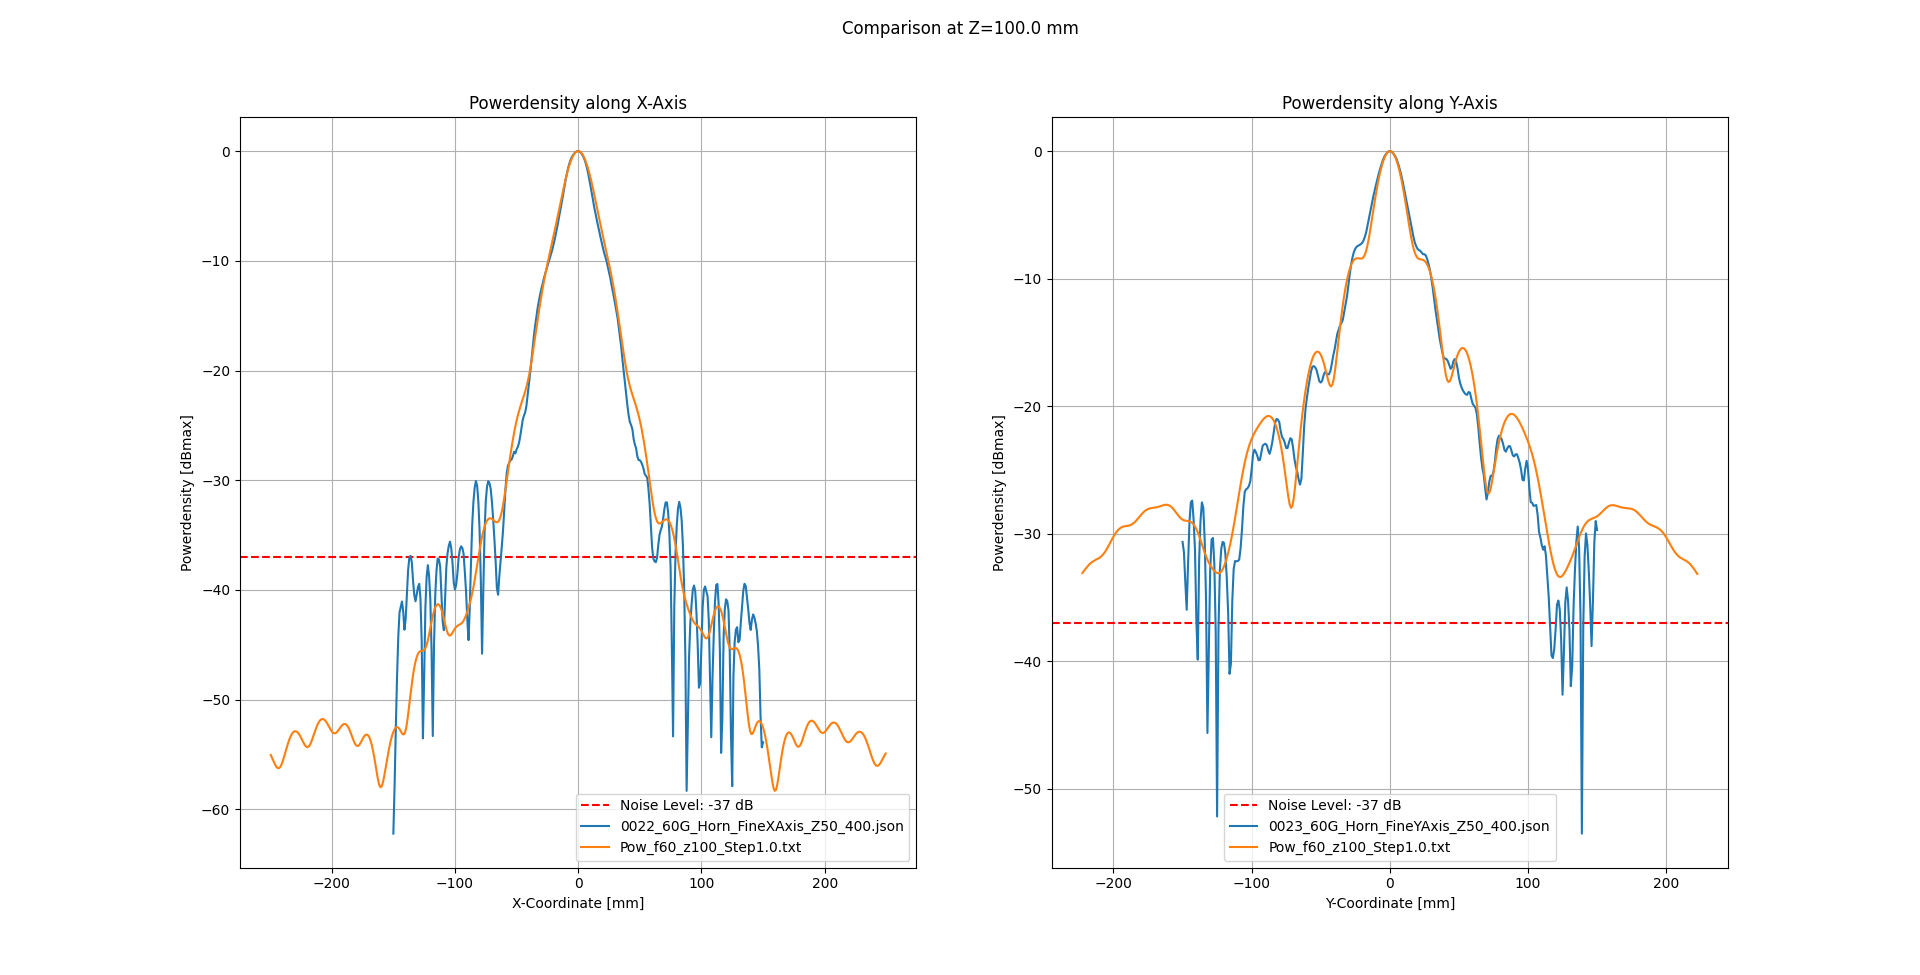 Comparison at Z=100.0 mm
Powerdensity along X-Axis
Powerdensity [dBmax]
0
−10
−20
−30
−40
−50
−60
−200
−100
0
100
200
X-Coordinate [mm]
Noise Level: -37 dB
0022_60G_Horn_FineXAxis_Z50_400.json
Pow_f60_z100_Step1.0.txt
Powerdensity along Y-Axis
Powerdensity [dBmax]
0
−10
−20
−30
−40
−50
−200
−100
0
100
200
Y-Coordinate [mm]
Noise Level: -37 dB
0023_60G_Horn_FineYAxis_Z50_400.json
Pow_f60_z100_Step1.0.txt